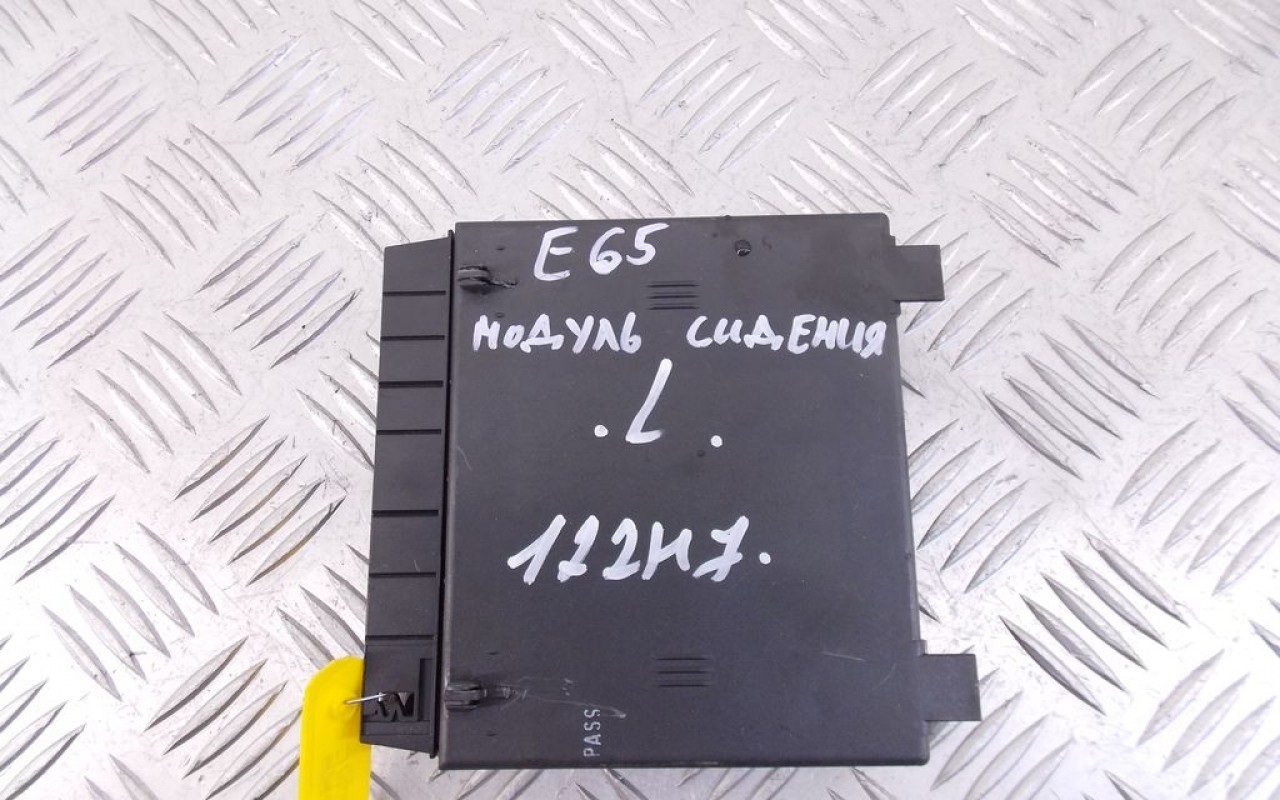 E65
МОДУЛЬ СИДЕНИЯ
.L.
122Н7.
PASS